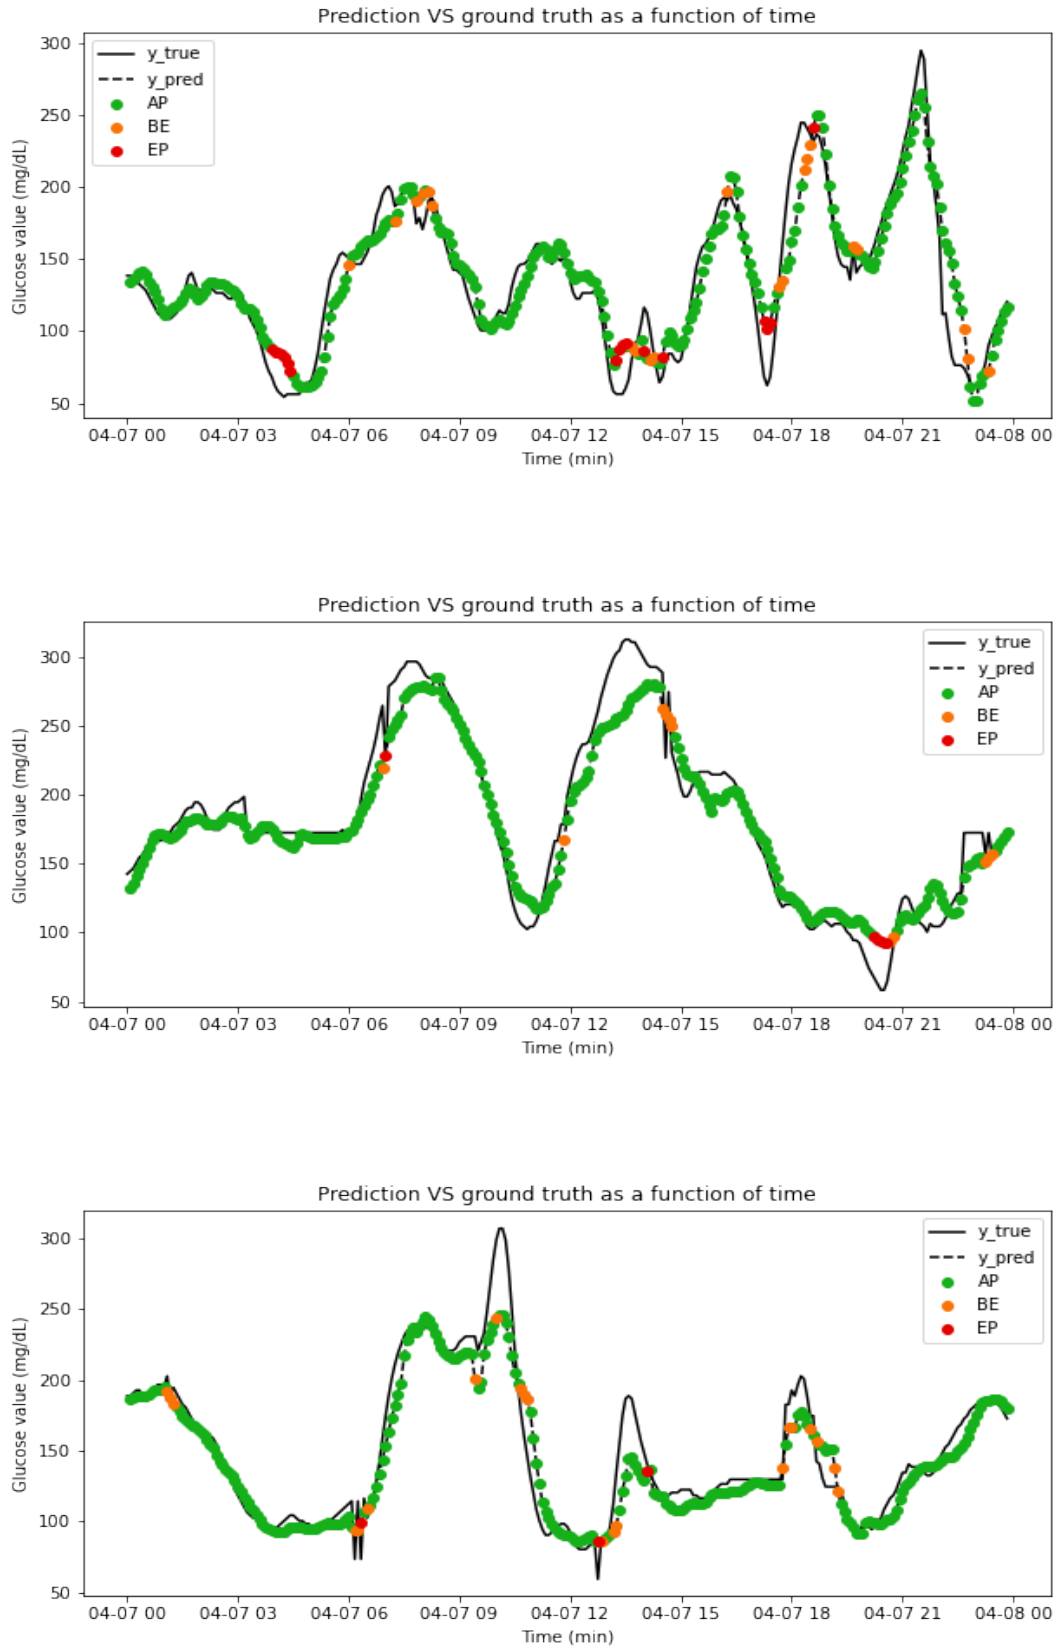 Prediction VS ground truth as a function of time
y_true
y_pred
AP
BE
EP
Glucose value (mg/dL)
300
250
200
150
100
50
04-07 00 04-07 03 04-07 06 04-07 09 04-07 12 04-07 15 04-07 18 04-07 21 04-08 00
Time (min)
Prediction VS ground truth as a function of time
y_true
y_pred
AP
BE
EP
Glucose value (mg/dL)
300
250
200
150
100
50
04-07 00 04-07 03 04-07 06 04-07 09 04-07 12 04-07 15 04-07 18 04-07 21 04-08 00
Time (min)
Prediction VS ground truth as a function of time
y_true
y_pred
AP
BE
EP
Glucose value (mg/dL)
300
250
200
150
100
50
04-07 00 04-07 03 04-07 06 04-07 09 04-07 12 04-07 15 04-07 18 04-07 21 04-08 00
Time (min)